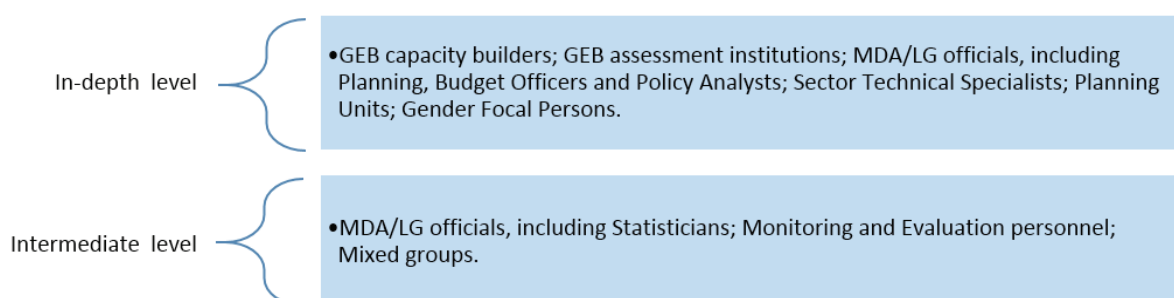 In-depth level
•GEB capacity builders; GEB assessment institutions; MDA/LG officials, including
Planning, Budget Officers and Policy Analysts; Sector Technical Specialists; Planning
Units; Gender Focal Persons.
Intermediate level
•MDA/LG officials, including Statisticians; Monitoring and Evaluation personnel;
Mixed groups.